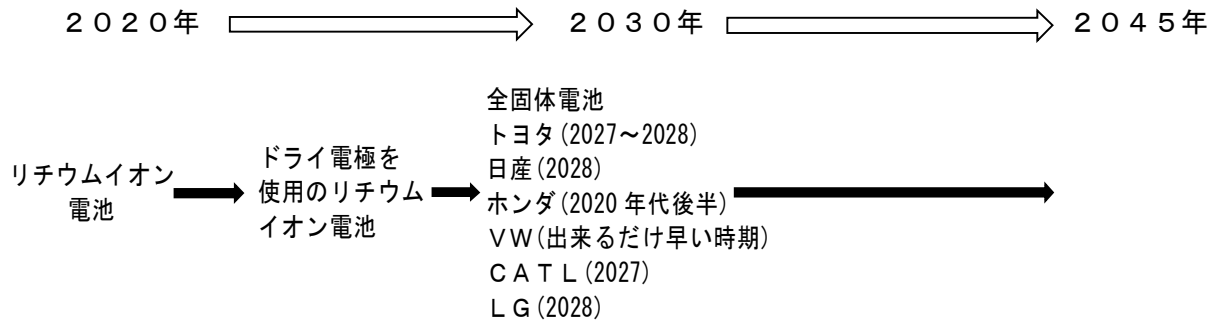 ２０２０年
２０３０年
２０４５年
リチウムイオン
電池
ドライ電極を
使用のリチウム
イオン電池
全固体電池
トヨタ(2027～2028)
日産(2028)
ホンダ(2020年代後半)
ＶＷ(出来るだけ早い時期)
ＣＡＴＬ(2027)
ＬＧ(2028)